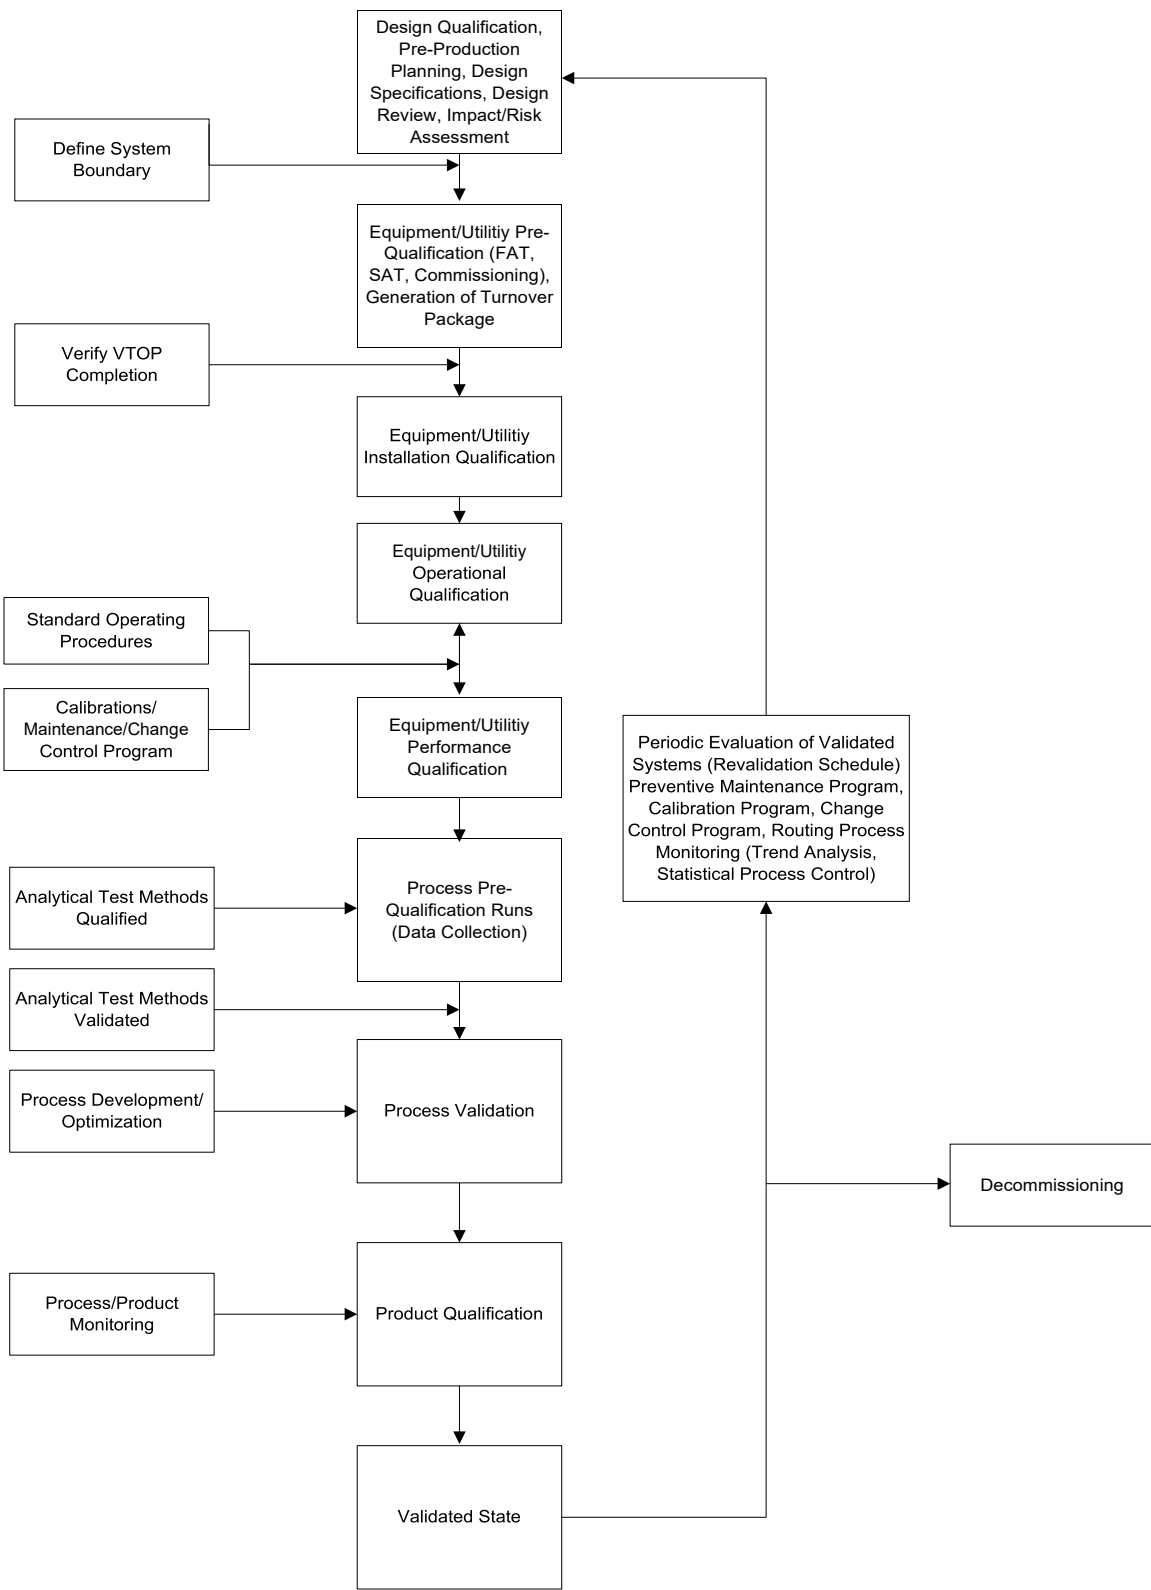 Design Qualification,
Pre-Production
Planning, Design
Specifications, Design
Review, Impact/Risk
Assessment
Define System
Boundary
Equipment/Utilitiy Pre-
Qualification (FAT,
SAT, Commissioning),
Generation of Turnover
Package
Verify VTOP
Completion
Equipment/Utilitiy
Installation Qualification
Equipment/Utilitiy
Operational
Qualification
Standard Operating
Procedures
Calibrations/
Maintenance/Change
Control Program
Equipment/Utilitiy
Performance
Qualification
Periodic Evaluation of Validated
Systems (Revalidation Schedule)
Preventive Maintenance Program,
Calibration Program, Change
Control Program, Routing Process
Monitoring (Trend Analysis,
Statistical Process Control)
Analytical Test Methods
Qualified
Process Pre-
Qualification Runs
(Data Collection)
Analytical Test Methods
Validated
Process Development/
Optimization
Process Validation
Decommissioning
Process/Product
Monitoring
Product Qualification
Validated State